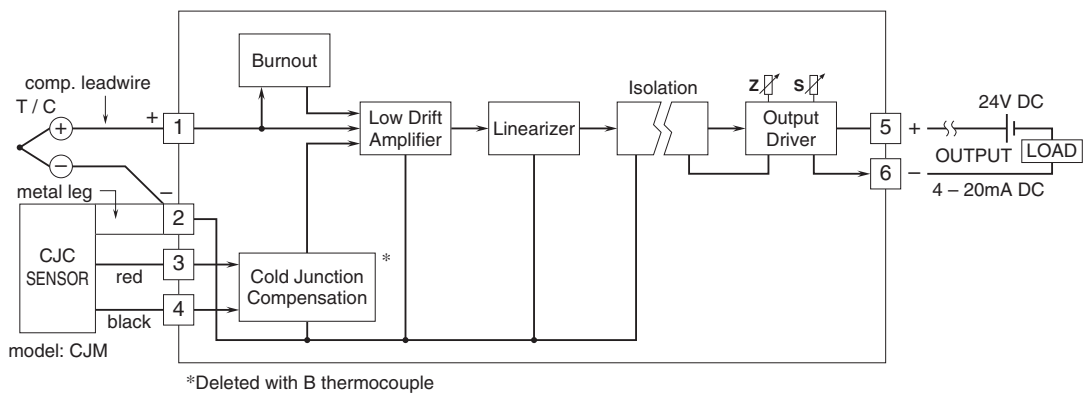 Burnout
comp. leadwire
T / C
+
−
+
−
1
Low Drift
Amplifier
Linearizer
Isolation
Z
S
Output
Driver
5
+
24V DC
LOAD
OUTPUT
6
−
4 – 20mA DC
metal leg
2
CJC
SENSOR
red
3
black
4
*
Cold Junction
Compensation
model: CJM
*Deleted with B thermocouple